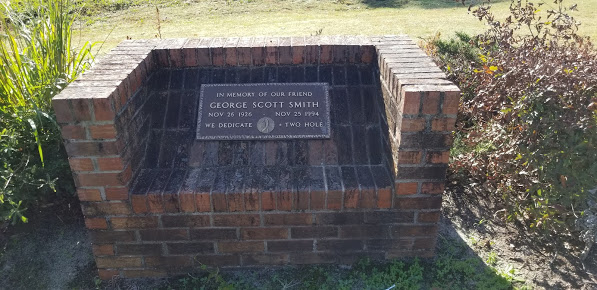 IN MEMORY OF OUR FRIEND
GEORGE SCOTT SMITH
NOV 26 1926 NOV 25 1994
WE DEDICATE TWO HOLE